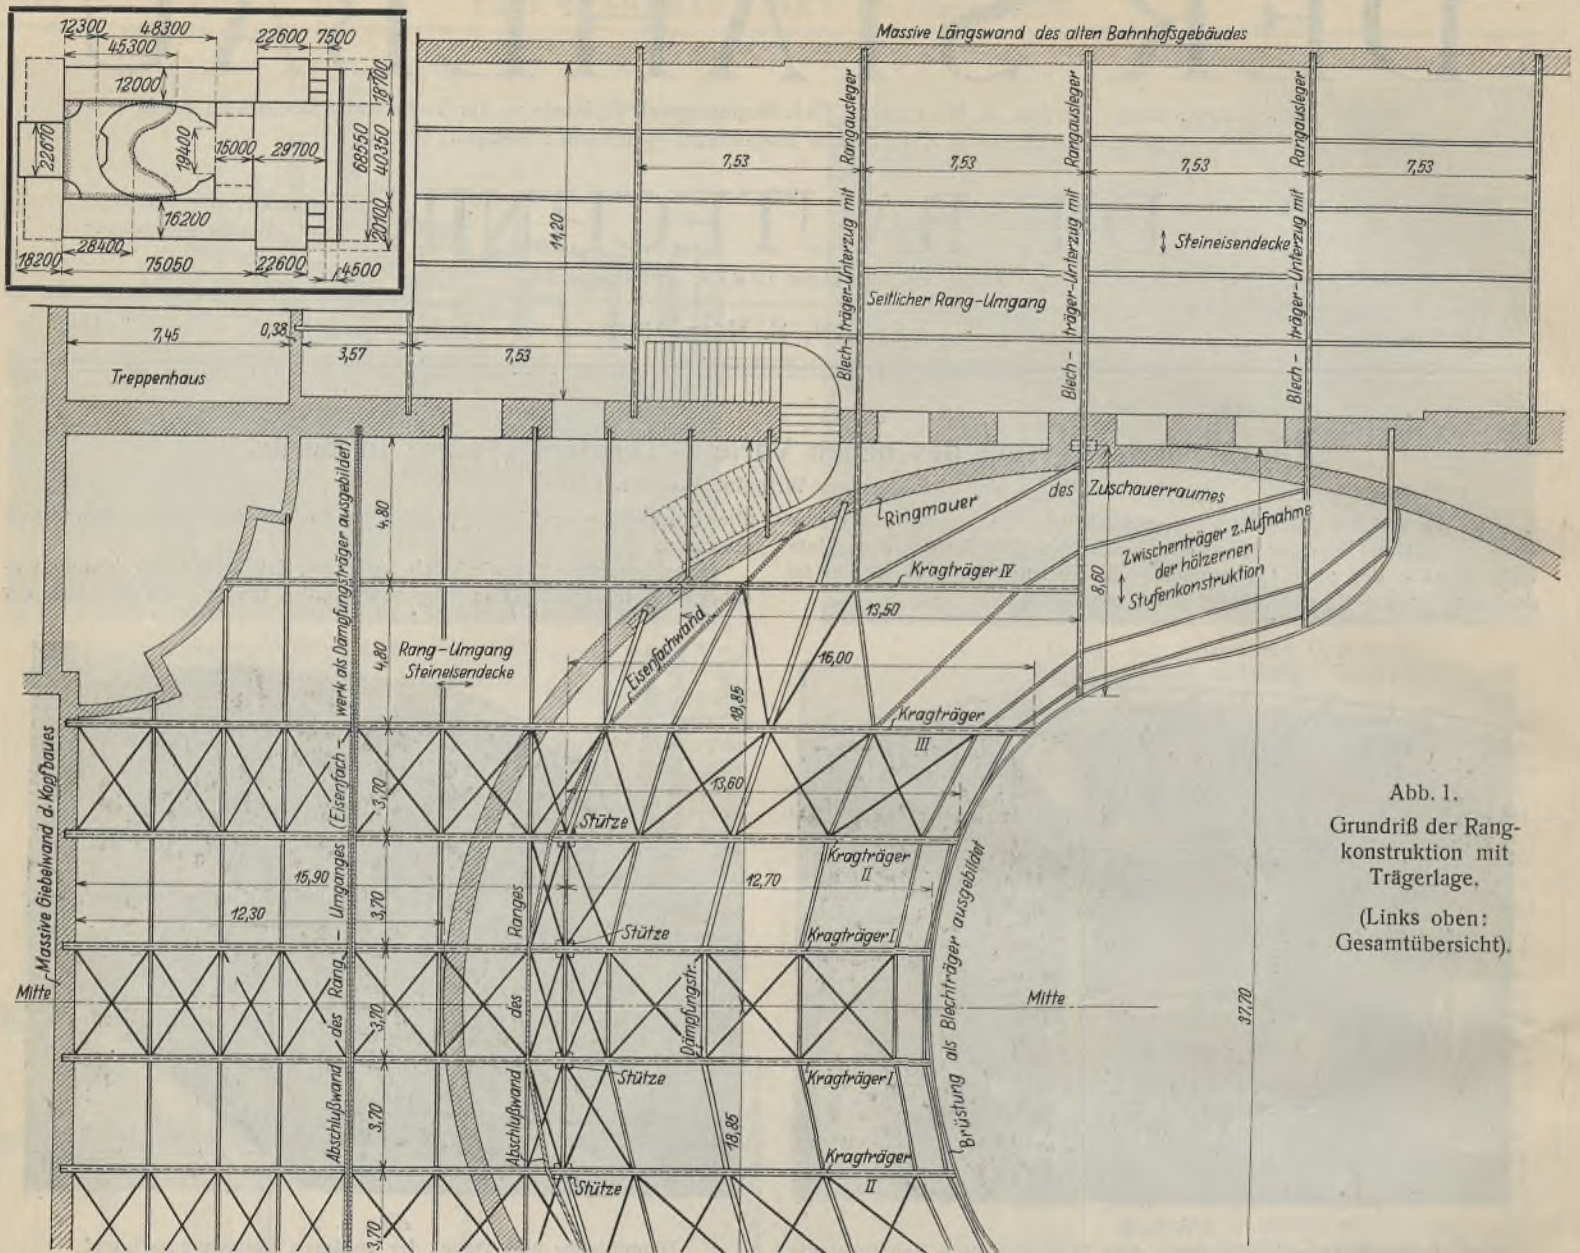 12300
48300
45300
22600
7500
12000
18700
22670
19400
15000
29700
68550
40350
16200
20100
28400
18200
75050
22600
4500
Massive Längswand des alten Bahnhofsgebäudes
7,53
7,53
7,53
7,53
11,20
Blech-träger-Unterzug mit Rangausleger
Blech-träger-Unterzug mit Rangausleger
Blech-träger-Unterzug mit Rangausleger
Steineisendecke
Seitlicher Rang-Umgang
7,45
0,38
3,57
7,53
Treppenhaus
4,80
Ringmauer
des Zuschauerraumes
Zwischenträger z. Aufnahme
der hölzernen
Stufenkonstruktion
8,60
Kragträger IV
13,50
4,80
Rang-Umgang
Steineisendecke
Eisenfachwand
16,00
18,85
Kragträger
III
3,70
13,60
Stütze
Kragträger
II
15,90
12,70
12,30
3,70
Stütze
Kragträger I
Massive Giebelwand d. Kopfbaues
Abschlußwand des Rang-Umganges (Eisenfach-werk als Dämpfungsträger ausgebildet)
Abschlußwand des Ranges
Dämpfungstr.
Brüstung als Blechträger ausgebildet
Mitte
Mitte
3,70
37,70
Stütze
Kragträger I
3,70
18,85
Kragträger
II
Stütze
3,70
Abb. 1.
Grundriß der Rang-
konstruktion mit
Trägerlage.
(Links oben:
Gesamtübersicht).